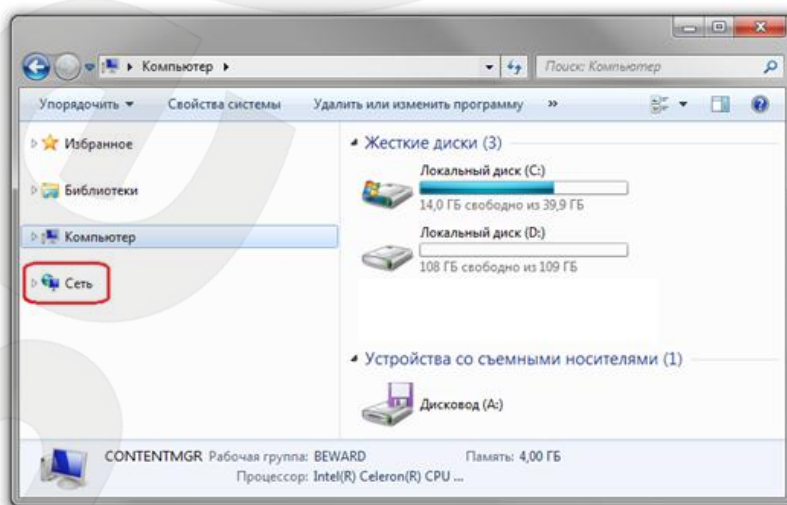 Компьютер
Поиск: Компьютер
Упорядочить
Свойства системы
Удалить или изменить программу
»
Избранное
Библиотеки
Компьютер
Сеть
Жесткие диски (3)
Локальный диск (C:)
14,0 ГБ свободно из 39,9 ГБ
Локальный диск (D:)
108 ГБ свободно из 109 ГБ
Устройства со съемными носителями (1)
Дисковод (A:)
CONTENTMGR Рабочая группа: BEWARD Память: 4,00 ГБ
Процессор: Intel(R) Celeron(R) CPU ...